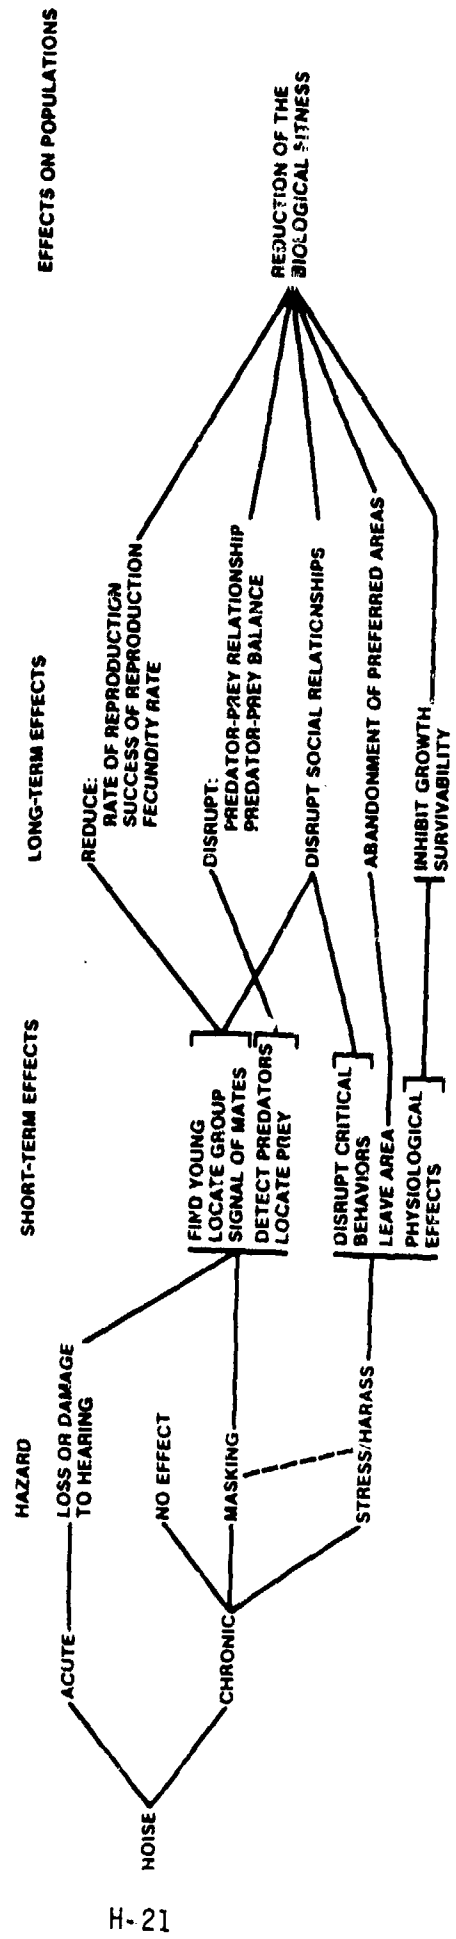 HAZARD
SHORT-TERM EFFECTS
LONG-TERM EFFECTS
EFFECTS ON POPULATIONS
NOISE
ACUTE
CHRONIC
LOSS OR DAMAGE
TO HEARING
NO EFFECT
MASKING
STRESS/HARASS
FIND YOUNG
LOCATE GROUP
SIGNAL OF MATES
DETECT PREDATORS
LOCATE PREY
DISRUPT CRITICAL
BEHAVIORS
LEAVE AREA
PHYSIOLOGICAL
EFFECTS
REDUCE:
RATE OF REPRODUCTION
SUCCESS OF REPRODUCTION
FECUNDITY RATE
DISRUPT:
PREDATOR-PREY RELATIONSHIP
PREDATOR-PREY BALANCE
DISRUPT SOCIAL RELATIONSHIPS
ABANDONMENT OF PREFERRED AREAS
INHIBIT GROWTH
SURVIVABILITY
REDUCTION OF THE
BIOLOGICAL FITNESS
H-21